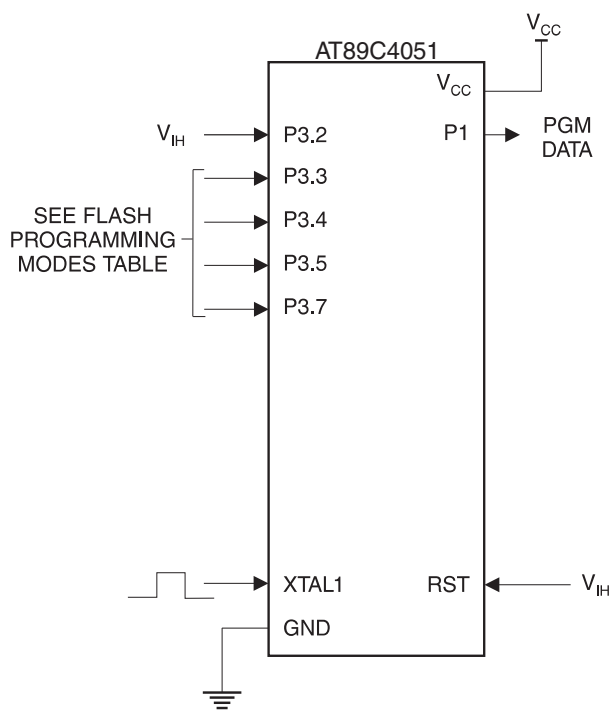 AT89C4051
VCC
VCC
VIH
P3.2
P1
PGM
DATA
P3.3
SEE FLASH
PROGRAMMING
MODES TABLE
P3.4
P3.5
P3.7
XTAL1
RST
VIH
GND